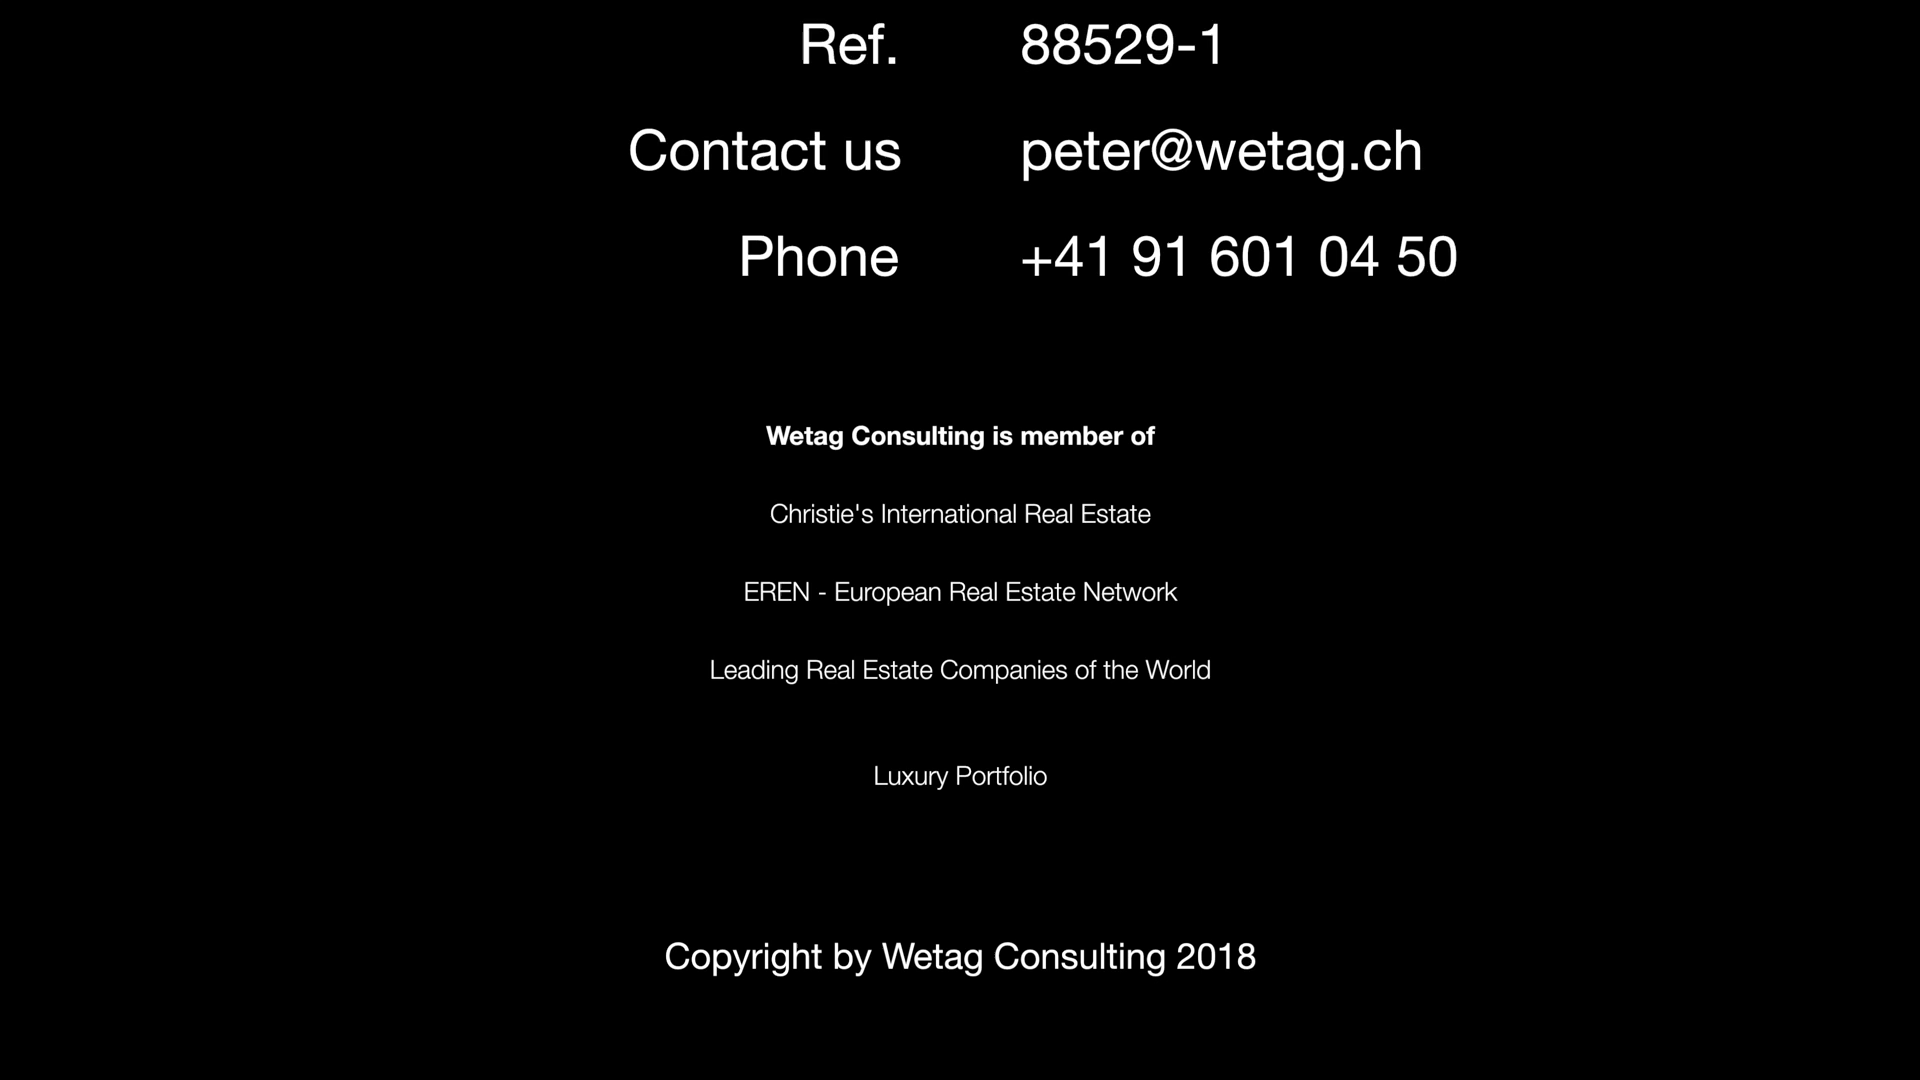 Ref. 88529-1
Contact us peter@wetag.ch
Phone +41 91 601 04 50
Wetag Consulting is member of
Christie's International Real Estate
EREN - European Real Estate Network
Leading Real Estate Companies of the World
Luxury Portfolio
Copyright by Wetag Consulting 2018